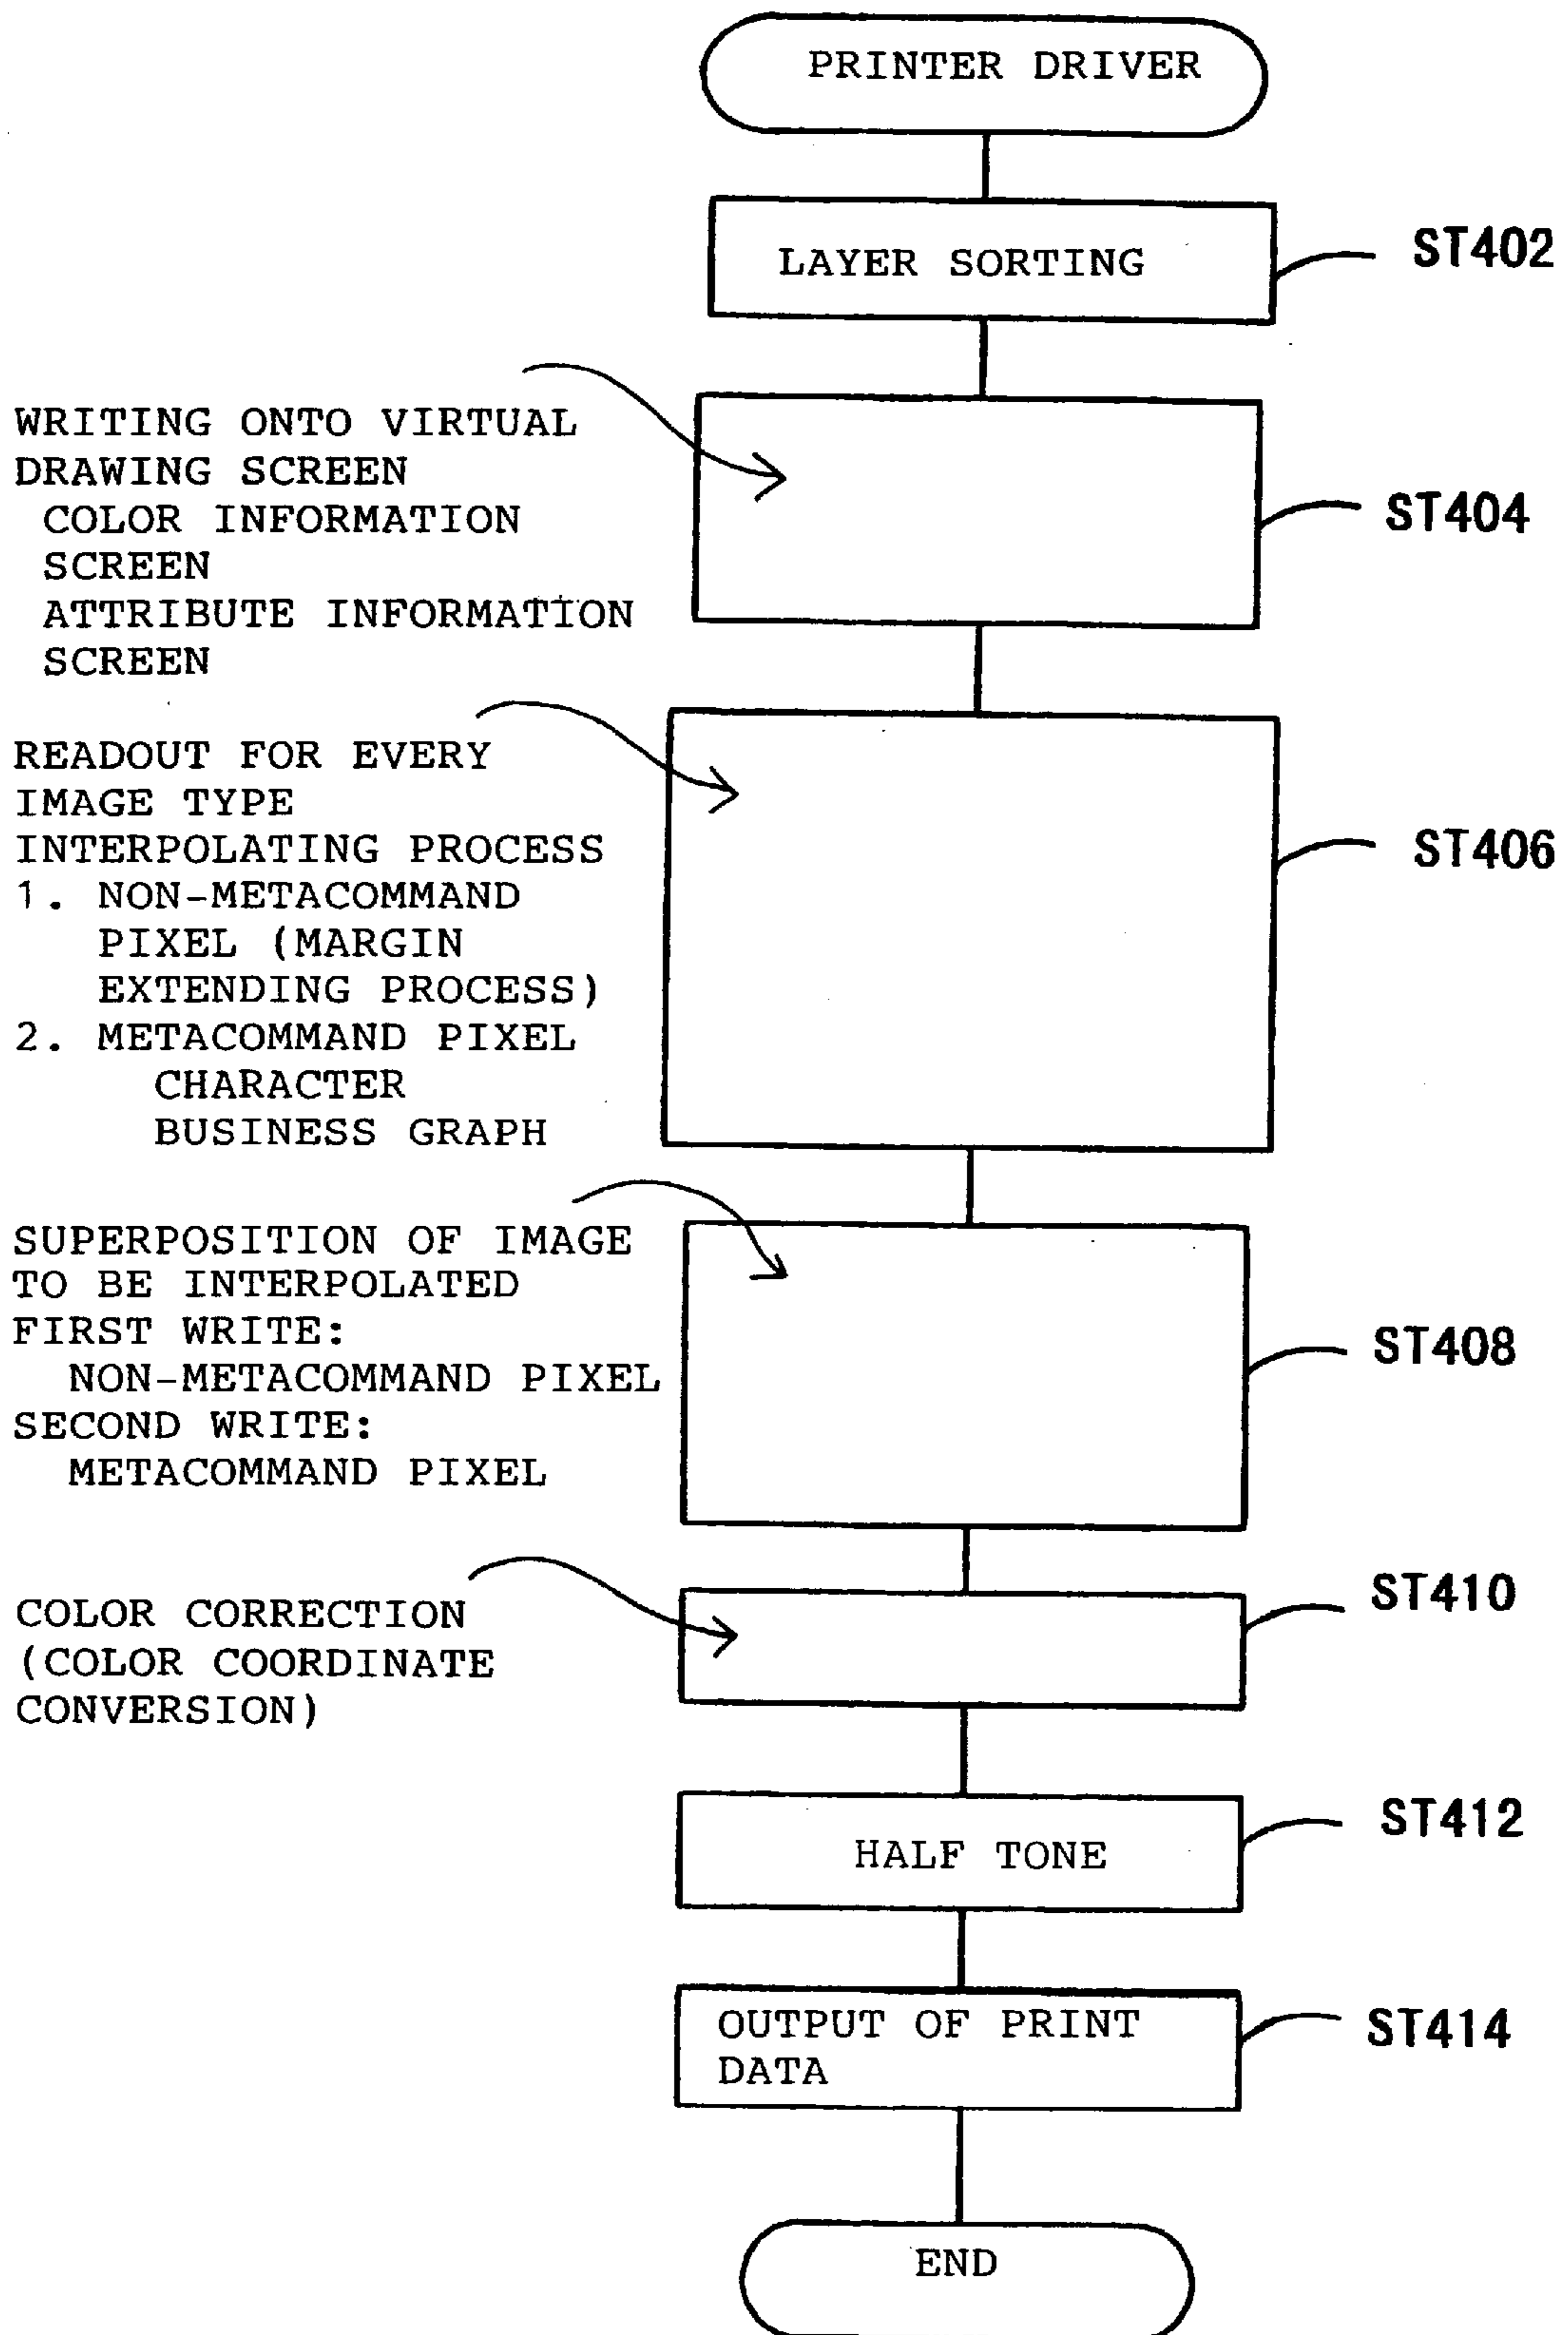 PRINTER DRIVER
LAYER SORTING
ST402
WRITING ONTO VIRTUAL
DRAWING SCREEN
COLOR INFORMATION
SCREEN
ATTRIBUTE INFORMATION
SCREEN
ST404
READOUT FOR EVERY
IMAGE TYPE
INTERPOLATING PROCESS
1. NON-METACOMMAND
PIXEL (MARGIN
EXTENDING PROCESS)
2. METACOMMAND PIXEL
CHARACTER
BUSINESS GRAPH
ST406
SUPERPOSITION OF IMAGE
TO BE INTERPOLATED
FIRST WRITE:
NON-METACOMMAND PIXEL
SECOND WRITE:
METACOMMAND PIXEL
ST408
COLOR CORRECTION
(COLOR COORDINATE
CONVERSION)
ST410
HALF TONE
ST412
OUTPUT OF PRINT
DATA
ST414
END